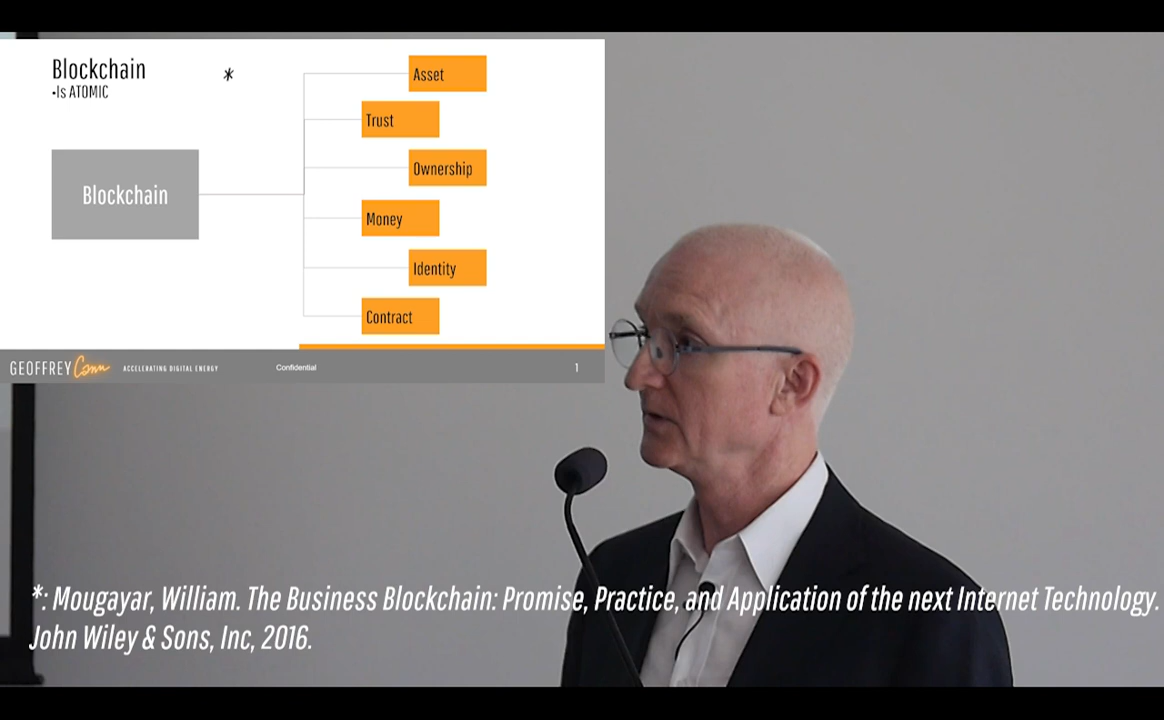 Blockchain
*
•Is ATOMIC
Blockchain
Asset
Trust
Ownership
Money
Identity
Contract
GEOFFREY Conn ACCELERATING DIGITAL ENERGY Confidential 1
*: Mougayar, William. The Business Blockchain: Promise, Practice, and Application of the next Internet Technology.
John Wiley & Sons, Inc, 2016.